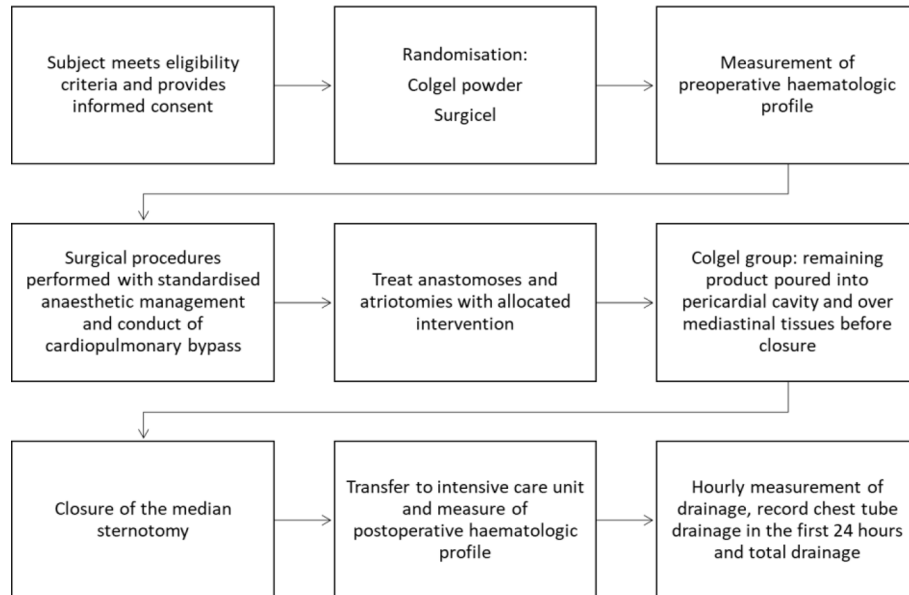 Subject meets eligibility
criteria and provides
informed consent
Randomisation:
Colgel powder
Surgicel
Measurement of
preoperative haematologic
profile
Surgical procedures
performed with standardised
anaesthetic management
and conduct of
cardiopulmonary bypass
Treat anastomoses and
atriotomies with allocated
intervention
Colgel group: remaining
product poured into
pericardial cavity and over
mediastinal tissues before
closure
Closure of the median
sternotomy
Transfer to intensive care unit
and measure of
postoperative haematologic
profile
Hourly measurement of
drainage, record chest tube
drainage in the first 24 hours
and total drainage